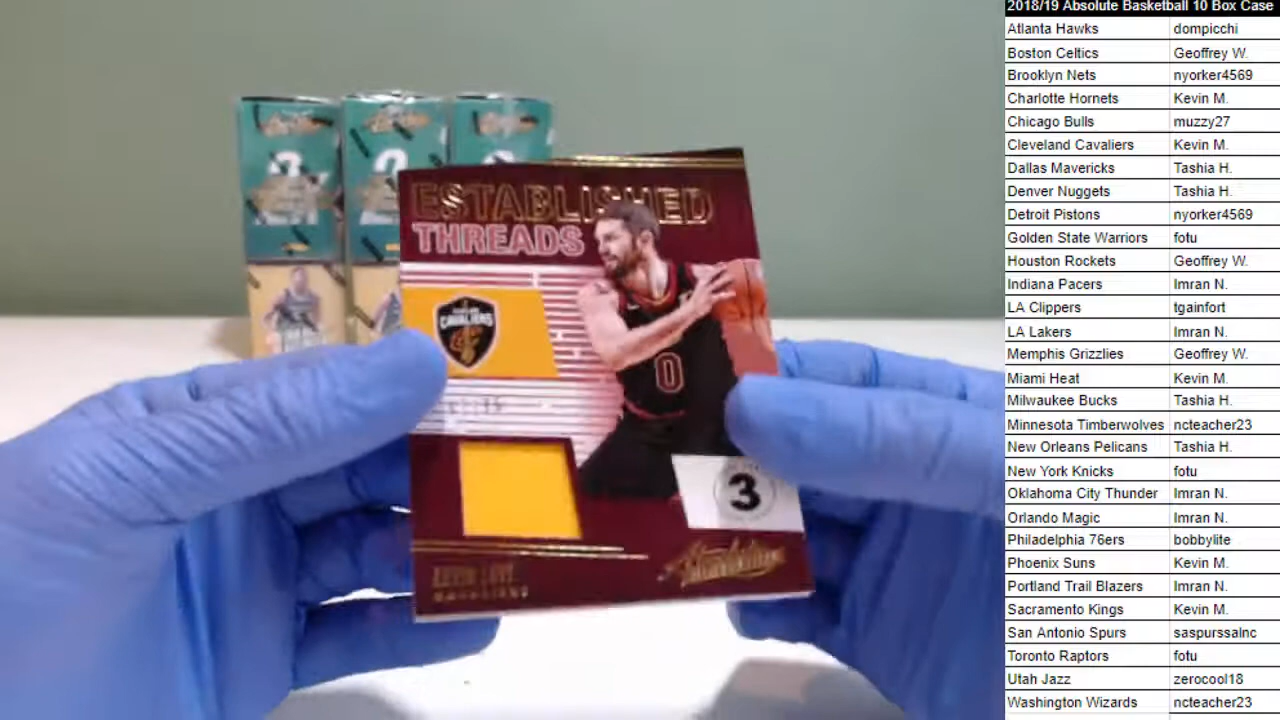 ESTABLISHED
THREADS
CAVALIERS
0
3
Absolute
KEVIN LOVE
CAVALIERS
2018/19 Absolute Basketball 10 Box Case
Atlanta Hawks dompicchi
Boston Celtics Geoffrey W.
Brooklyn Nets nyorker4569
Charlotte Hornets Kevin M.
Chicago Bulls muzzy27
Cleveland Cavaliers Kevin M.
Dallas Mavericks Tashia H.
Denver Nuggets Tashia H.
Detroit Pistons nyorker4569
Golden State Warriors fotu
Houston Rockets Geoffrey W.
Indiana Pacers Imran N.
LA Clippers tgainfort
LA Lakers Imran N.
Memphis Grizzlies Geoffrey W.
Miami Heat Kevin M.
Milwaukee Bucks Tashia H.
Minnesota Timberwolves ncteacher23
New Orleans Pelicans Tashia H.
New York Knicks fotu
Oklahoma City Thunder Imran N.
Orlando Magic Imran N.
Philadelphia 76ers bobbylite
Phoenix Suns Kevin M.
Portland Trail Blazers Imran N.
Sacramento Kings Kevin M.
San Antonio Spurs saspurssalnc
Toronto Raptors fotu
Utah Jazz zerocool18
Washington Wizards ncteacher23